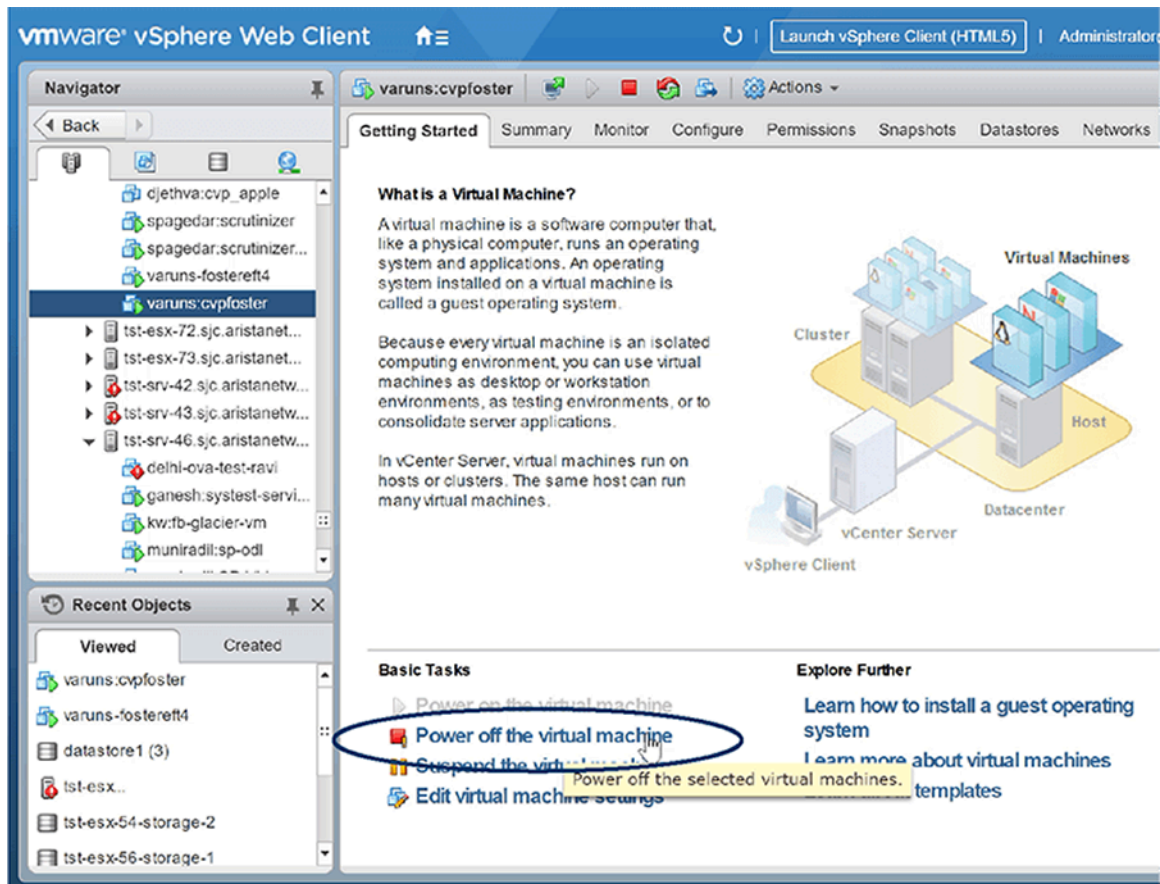 vmware® vSphere Web Client
Launch vSphere Client (HTML5)
Administrator
Navigator
Back
djethva:cvp_apple
spagedar:scrutinizer
spagedar:scrutinizer...
varuns-fostereft4
varuns:cvpfoster
tst-esx-72.sjc.aristanet...
tst-esx-73.sjc.aristanet...
tst-srv-42.sjc.aristanetw...
tst-srv-43.sjc.aristanetw...
tst-srv-46.sjc.aristanetw...
delhi-ova-test-ravi
ganesh:systest-servi...
kw:fb-glacier-vm
muniradil:sp-odl
Recent Objects
Viewed Created
varuns:cvpfoster
varuns-fostereft4
datastore1 (3)
tst-esx...
tst-esx-54-storage-2
tst-esx-56-storage-1
varuns:cvpfoster Actions
Getting Started Summary Monitor Configure Permissions Snapshots Datastores Networks
What is a Virtual Machine?
A virtual machine is a software computer that,
like a physical computer, runs an operating
system and applications. An operating
system installed on a virtual machine is
called a guest operating system.
Because every virtual machine is an isolated
computing environment, you can use virtual
machines as desktop or workstation
environments, as testing environments, or to
consolidate server applications.
In vCenter Server, virtual machines run on
hosts or clusters. The same host can run
many virtual machines.
Virtual Machines
Cluster
Host
Datacenter
vCenter Server
vSphere Client
Basic Tasks
Power on the virtual machine
Power off the virtual machine
Suspend the virtual
Power off the selected virtual machines.
Edit virtual machine settings
Explore Further
Learn how to install a guest operating
system
Learn more about virtual machines
templates